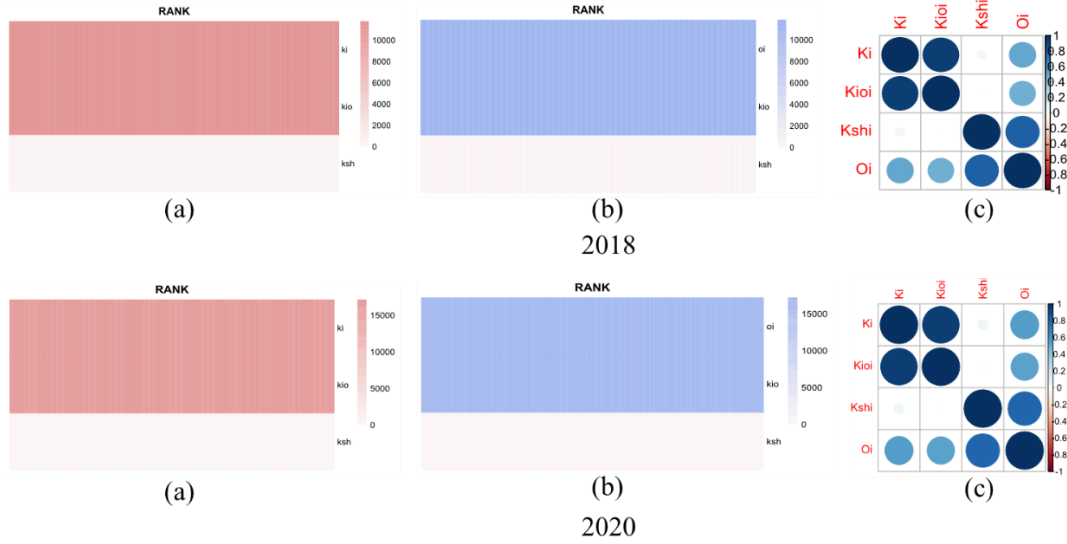 RANK
10000
8000
6000
4000
2000
0
ki
kio
ksh
(a)
RANK
10000
8000
6000
4000
2000
0
oi
kio
ksh
(b)
Ki
Kioi
Kshi
Oi
Ki
Kioi
Kshi
Oi
1
0.8
0.6
0.4
0.2
0
-0.2
-0.4
-0.6
-0.8
-1
(c)
2018
RANK
15000
10000
5000
0
ki
kio
ksh
(a)
RANK
15000
10000
5000
0
oi
kio
ksh
(b)
Ki
Kioi
Kshi
Oi
Ki
Kioi
Kshi
Oi
1
0.8
0.6
0.4
0.2
0
-0.2
-0.4
-0.6
-0.8
-1
(c)
2020